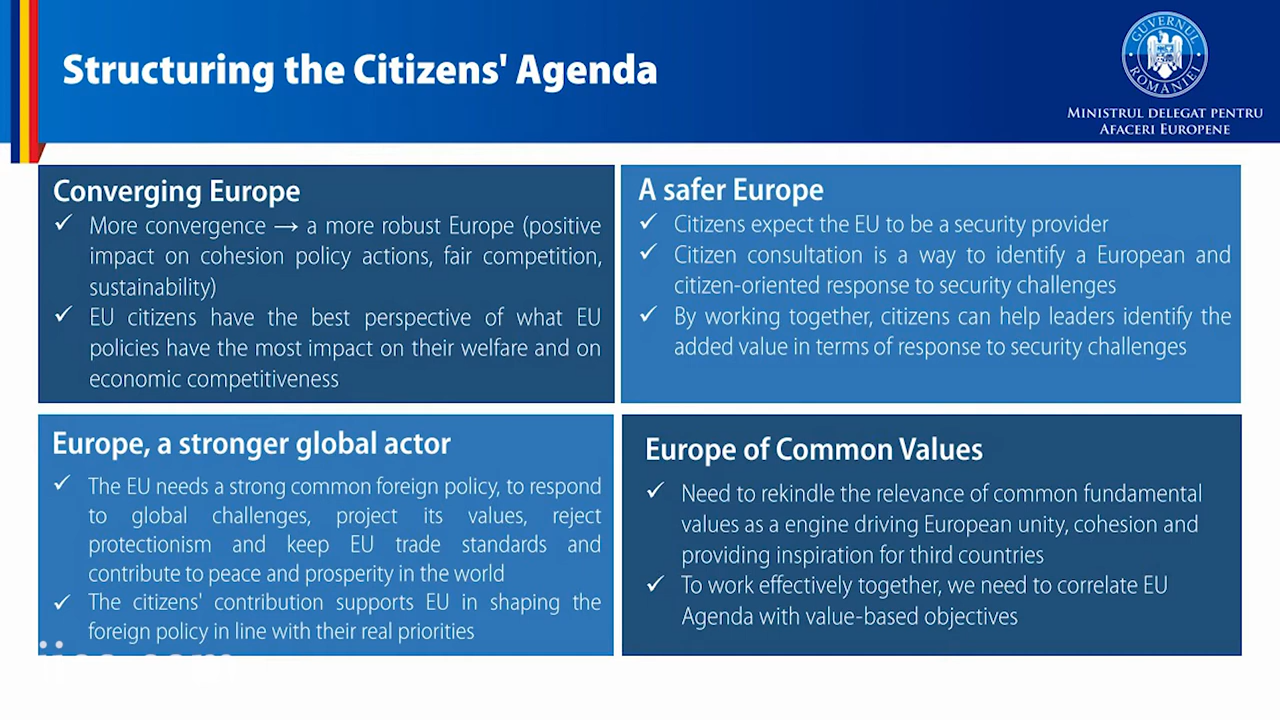 Structuring the Citizens' Agenda
GUVERNUL ROMÂNIEI
MINISTRUL DELEGAT PENTRU
AFACERI EUROPENE
Converging Europe
✓ More convergence → a more robust Europe (positive
impact on cohesion policy actions, fair competition,
sustainability)
✓ EU citizens have the best perspective of what EU
policies have the most impact on their welfare and on
economic competitiveness
A safer Europe
✓ Citizens expect the EU to be a security provider
✓ Citizen consultation is a way to identify a European and
citizen-oriented response to security challenges
✓ By working together, citizens can help leaders identify the
added value in terms of response to security challenges
Europe, a stronger global actor
✓ The EU needs a strong common foreign policy, to respond
to global challenges, project its values, reject
protectionism and keep EU trade standards and
contribute to peace and prosperity in the world
✓ The citizens' contribution supports EU in shaping the
foreign policy in line with their real priorities
Europe of Common Values
✓ Need to rekindle the relevance of common fundamental
values as a engine driving European unity, cohesion and
providing inspiration for third countries
✓ To work effectively together, we need to correlate EU
Agenda with value-based objectives